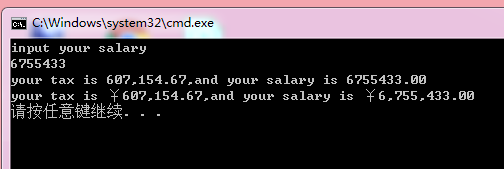 C:\Windows\system32\cmd.exe
input your salary
6755433
your tax is 607,154.67,and your salary is 6755433.00
your tax is ￥607,154.67,and your salary is ￥6,755,433.00
请按任意键继续. . .